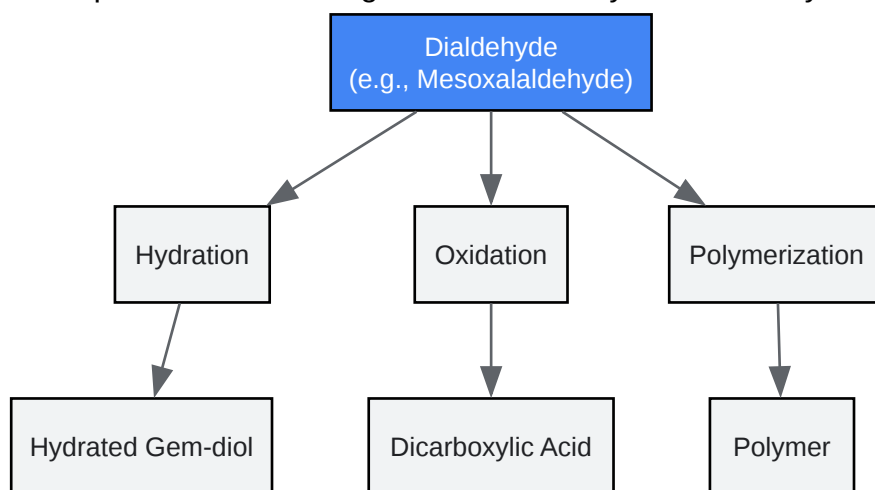 Dialdehyde
(e.g., Mesoxalaldehyde)
Hydration
Oxidation
Polymerization
Hydrated Gem-diol
Dicarboxylic Acid
Polymer